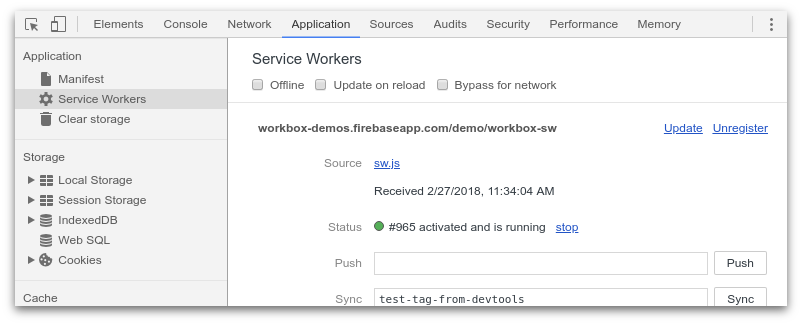 Elements Console Network Application Sources Audits Security Performance Memory
Application
Manifest
Service Workers
Clear storage
Storage
Local Storage
Session Storage
IndexedDB
Web SQL
Cookies
Cache
Service Workers
Offline Update on reload Bypass for network
workbox-demos.firebaseapp.com/demo/workbox-sw Update Unregister
Source sw.js
Received 2/27/2018, 11:34:04 AM
Status #965 activated and is running stop
Push Push
Sync test-tag-from-devtools Sync